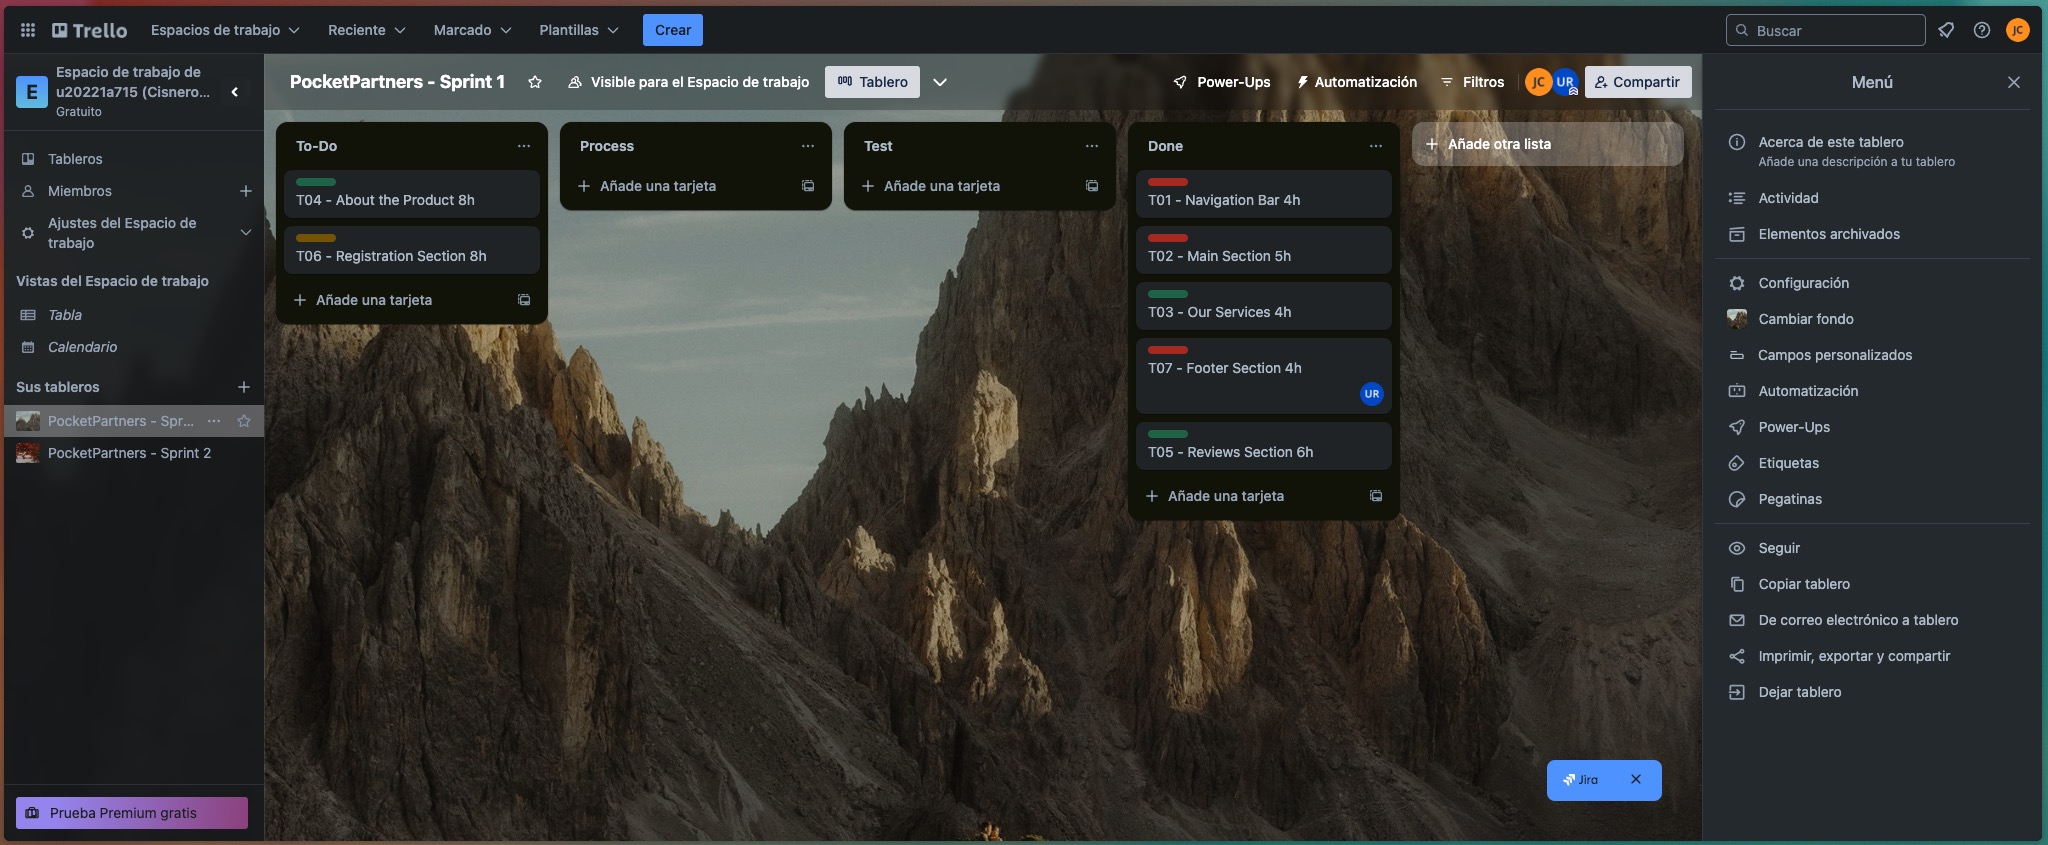 Trello
Espacios de trabajo
Reciente
Marcado
Plantillas
Crear
Buscar
JC
E
Espacio de trabajo de
u20221a715 (Cisnero...
Gratuito
Tableros
Miembros
Ajustes del Espacio de
trabajo
Vistas del Espacio de trabajo
Tabla
Calendario
Sus tableros
PocketPartners - Spr...
PocketPartners - Sprint 2
Prueba Premium gratis
PocketPartners - Sprint 1
Visible para el Espacio de trabajo
Tablero
Power-Ups
Automatización
Filtros
JC
UR
Compartir
To-Do
T04 - About the Product 8h
T06 - Registration Section 8h
Añade una tarjeta
Process
Añade una tarjeta
Test
Añade una tarjeta
Done
T01 - Navigation Bar 4h
T02 - Main Section 5h
T03 - Our Services 4h
T07 - Footer Section 4h
UR
T05 - Reviews Section 6h
Añade una tarjeta
Añade otra lista
Jira
Menú
Acerca de este tablero
Añade una descripción a tu tablero
Actividad
Elementos archivados
Configuración
Cambiar fondo
Campos personalizados
Automatización
Power-Ups
Etiquetas
Pegatinas
Seguir
Copiar tablero
De correo electrónico a tablero
Imprimir, exportar y compartir
Dejar tablero